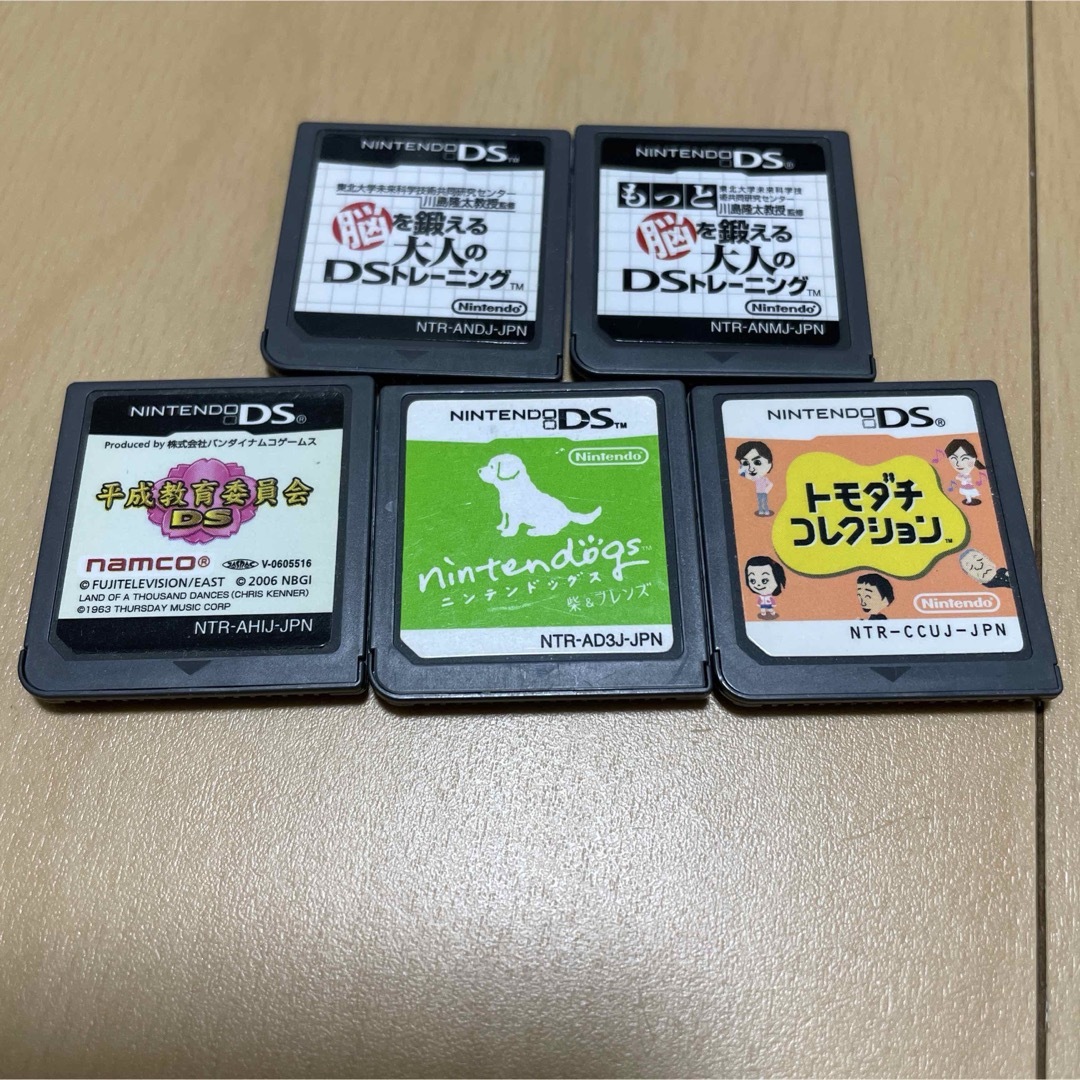 NINTENDO DS™
東北大学未来科学技術共同研究センター
川島隆太教授監修
脳を鍛える
大人の
DSトレーニング™
Nintendo®
NTR-ANDJ-JPN
NINTENDO DS®
もっと
東北大学未来科学技
術共同研究センター
川島隆太教授監修
脳を鍛える
大人の
DSトレーニング™
Nintendo®
NTR-ANMJ-JPN
NINTENDO DS®
Produced by 株式会社バンダイナムコゲームス
平成教育委員会
DS
namco®
V-0605516
© FUJITELEVISION/EAST © 2006 NBGI
LAND OF A THOUSAND DANCES (CHRIS KENNER)
©1963 THURSDAY MUSIC CORP
NTR-AHIJ-JPN
NINTENDO DS™
Nintendo®
nintendogs™
ニンテンドッグス
柴&フレンズ
NTR-AD3J-JPN
NINTENDO DS®
トモダチ
コレクション™
Nintendo®
NTR-CCUJ-JPN